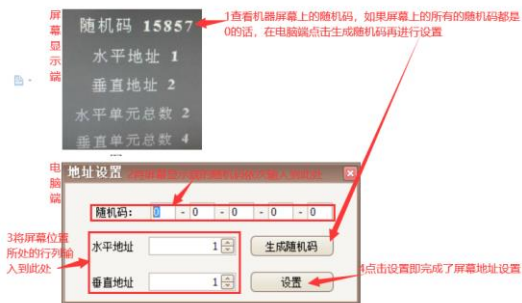 屏幕显示端
随机码 15857
水平地址 1
垂直地址 2
水平单元总数 2
垂直单元总数 4
1查看机器屏幕上的随机码，如果屏幕上的所有的随机码都是
0的话，在电脑端点击生成随机码再进行设置
电脑端
地址设置
随机码： 0 - 0 - 0 - 0 - 0
3将屏幕位置
所处的行列输
入到此处
水平地址 1
生成随机码
垂直地址 1
设置
4点击设置即完成了屏幕地址设置